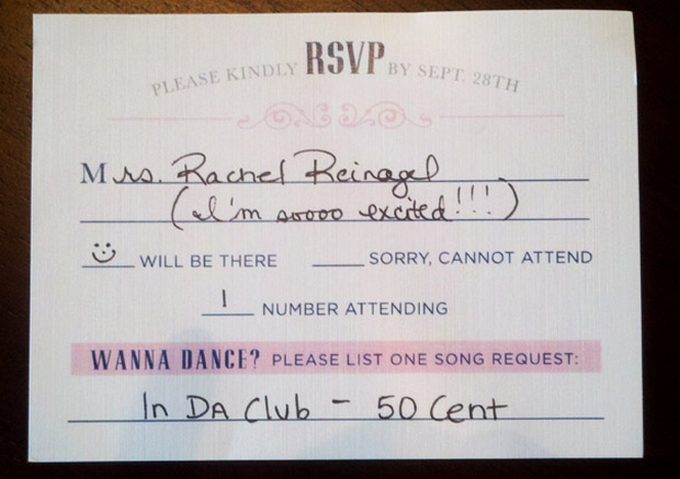 PLEASE KINDLY RSVP BY SEPT. 28TH
Mrs. Rachel Reinagel
(I'm soooo excited!!!)
WILL BE THERE SORRY, CANNOT ATTEND
1 NUMBER ATTENDING
WANNA DANCE? PLEASE LIST ONE SONG REQUEST:
In DA Club - 50 Cent